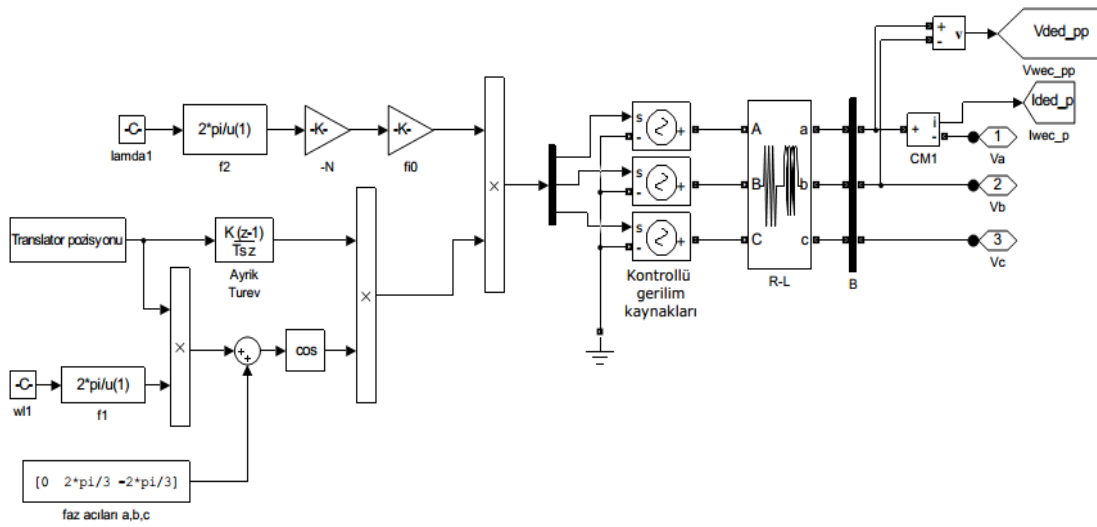 Vded_pp
+
-
v
Vwec_pp
Ided_p
Iwec_p
-C-
lamda1
2*pi/u(1)
f2
-K-
-N
-K-
fi0
×
s
-
+
s
-
+
s
-
+
Kontrollü
gerilim
kaynakları
A
B
C
a
b
c
R-L
B
+
i
-
CM1
1
Va
2
Vb
3
Vc
Translator pozisyonu
K(z-1)
Tsz
Ayrik
Turev
×
×
+
+
cos
-C-
wl1
2*pi/u(1)
f1
[0 2*pi/3 -2*pi/3]
faz acıları a,b,c